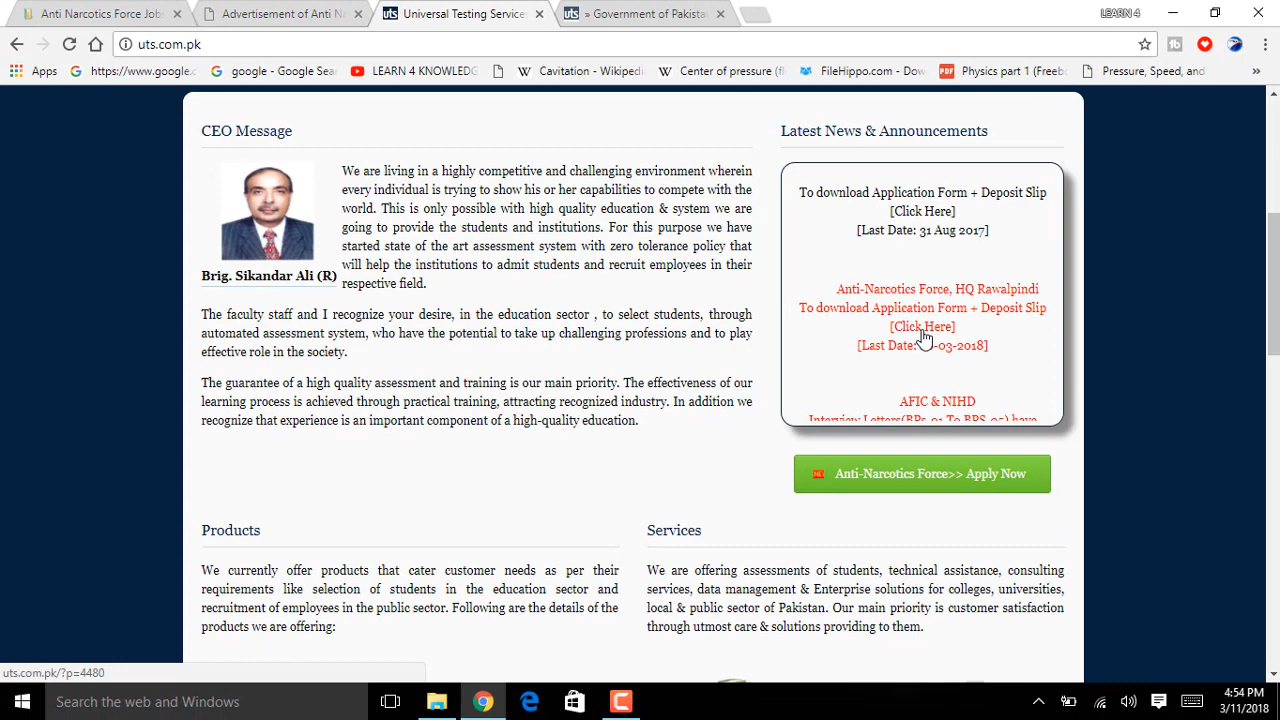 Anti Narcotics Force Jobs
Advertisement of Anti N
uts Universal Testing Service
uts » Government of Pakista
LEARN 4
uts.com.pk
Apps
https://www.google.c
google - Google Sea
LEARN 4 KNOWLEDG
Cavitation - Wikipedi
Center of pressure (fl
FileHippo.com - Dow
PDF Physics part 1 (Freeb
Pressure, Speed, and
»
CEO Message
We are living in a highly competitive and challenging environment wherein
every individual is trying to show his or her capabilities to compete with the
world. This is only possible with high quality education & system we are
going to provide the students and institutions. For this purpose we have
started state of the art assessment system with zero tolerance policy that
will help the institutions to admit students and recruit employees in their
respective field.
Brig. Sikandar Ali (R)
The faculty staff and I recognize your desire, in the education sector , to select students, through
automated assessment system, who have the potential to take up challenging professions and to play
effective role in the society.
The guarantee of a high quality assessment and training is our main priority. The effectiveness of our
learning process is achieved through practical training, attracting recognized industry. In addition we
recognize that experience is an important component of a high-quality education.
Latest News & Announcements
To download Application Form + Deposit Slip
[Click Here]
[Last Date: 31 Aug 2017]
Anti-Narcotics Force, HQ Rawalpindi
To download Application Form + Deposit Slip
[Click Here]
[Last Date: -03-2018]
AFIC & NIHD
Interview Letters(BPs-01 To BPS-05) have
Anti-Narcotics Force>> Apply Now
Products
We currently offer products that cater customer needs as per their
requirements like selection of students in the education sector and
recruitment of employees in the public sector. Following are the details of the
products we are offering:
Services
We are offering assessments of students, technical assistance, consulting
services, data management & Enterprise solutions for colleges, universities,
local & public sector of Pakistan. Our main priority is customer satisfaction
through utmost care & solutions providing to them.
uts.com.pk/?p=4480
Search the web and Windows
4:54 PM
3/11/2018